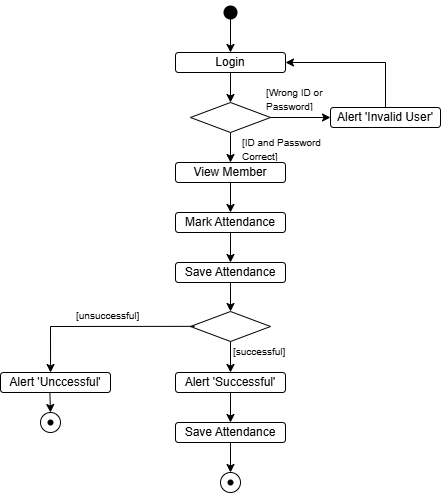 Login
[Wrong ID or
Password]
Alert 'Invalid User'
[ID and Password
Correct]
View Member
Mark Attendance
Save Attendance
[unsuccessful]
[successful]
Alert 'Unccessful'
Alert 'Successful'
Save Attendance